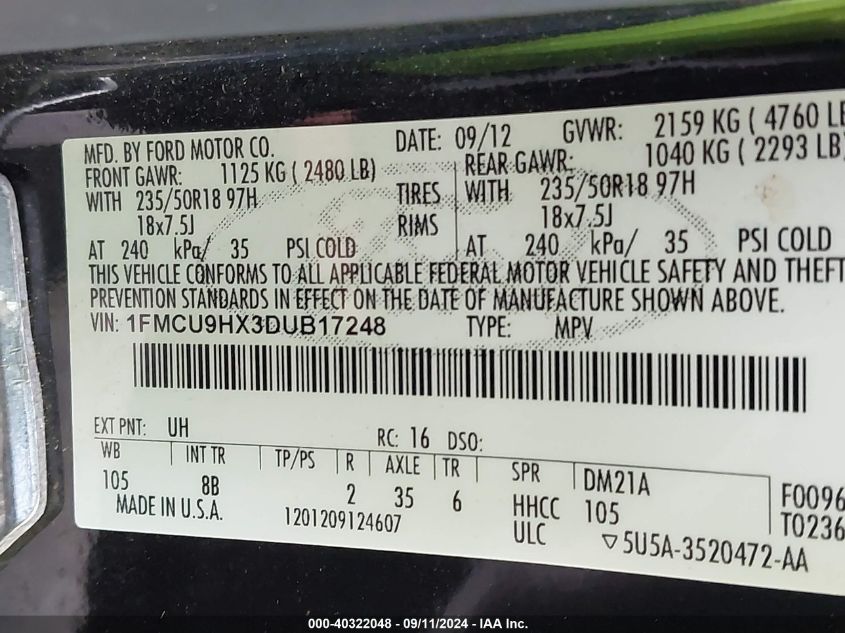 MFD. BY FORD MOTOR CO. DATE: 09/12 GVWR: 2159 KG ( 4760 LB
FRONT GAWR: 1125 KG ( 2480 LB) REAR GAWR: 1040 KG ( 2293 LB)
WITH 235/50R18 97H TIRES WITH 235/50R18 97H
18x7.5J RIMS 18x7.5J
AT 240 kPa/ 35 PSI COLD AT 240 kPa/ 35 PSI COLD
THIS VEHICLE CONFORMS TO ALL APPLICABLE FEDERAL MOTOR VEHICLE SAFETY AND THEFT
PREVENTION STANDARDS IN EFFECT ON THE DATE OF MANUFACTURE SHOWN ABOVE.
VIN: 1FMCU9HX3DUB17248 TYPE: MPV
EXT PNT: UH RC: 16 DSO:
WB INT TR TP/PS R AXLE TR SPR DM21A
105 8B 2 35 6 HHCC 105 F0096
MADE IN U.S.A. 1201209124607 ULC ▽5U5A-3520472-AA T0236
000-40322048 - 09/11/2024 - IAA Inc.